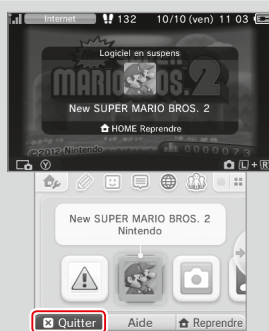 Internet 132 10/10 (ven) 11 03
Logiciel en suspens
MARIO BROS. 2
New SUPER MARIO BROS. 2
HOME Reprendre
©2012 Nintendo
0000073
Y L + R
New SUPER MARIO BROS. 2
Nintendo
Quitter Aide Reprendre